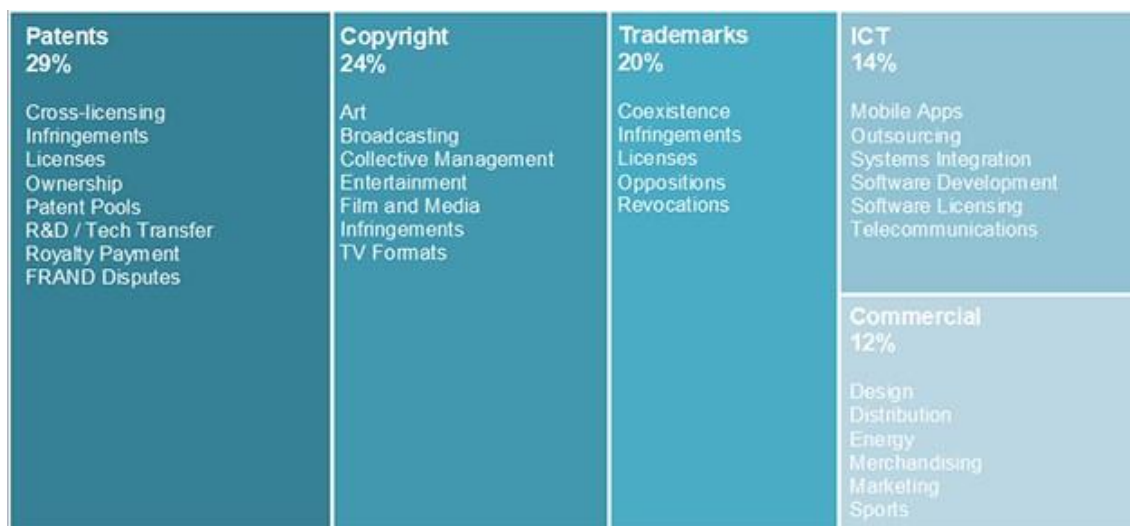 Patents
29%
Cross-licensing
Infringements
Licenses
Ownership
Patent Pools
R&D / Tech Transfer
Royalty Payment
FRAND Disputes
Copyright
24%
Art
Broadcasting
Collective Management
Entertainment
Film and Media
Infringements
TV Formats
Trademarks
20%
Coexistence
Infringements
Licenses
Oppositions
Revocations
ICT
14%
Mobile Apps
Outsourcing
Systems Integration
Software Development
Software Licensing
Telecommunications
Commercial
12%
Design
Distribution
Energy
Merchandising
Marketing
Sports